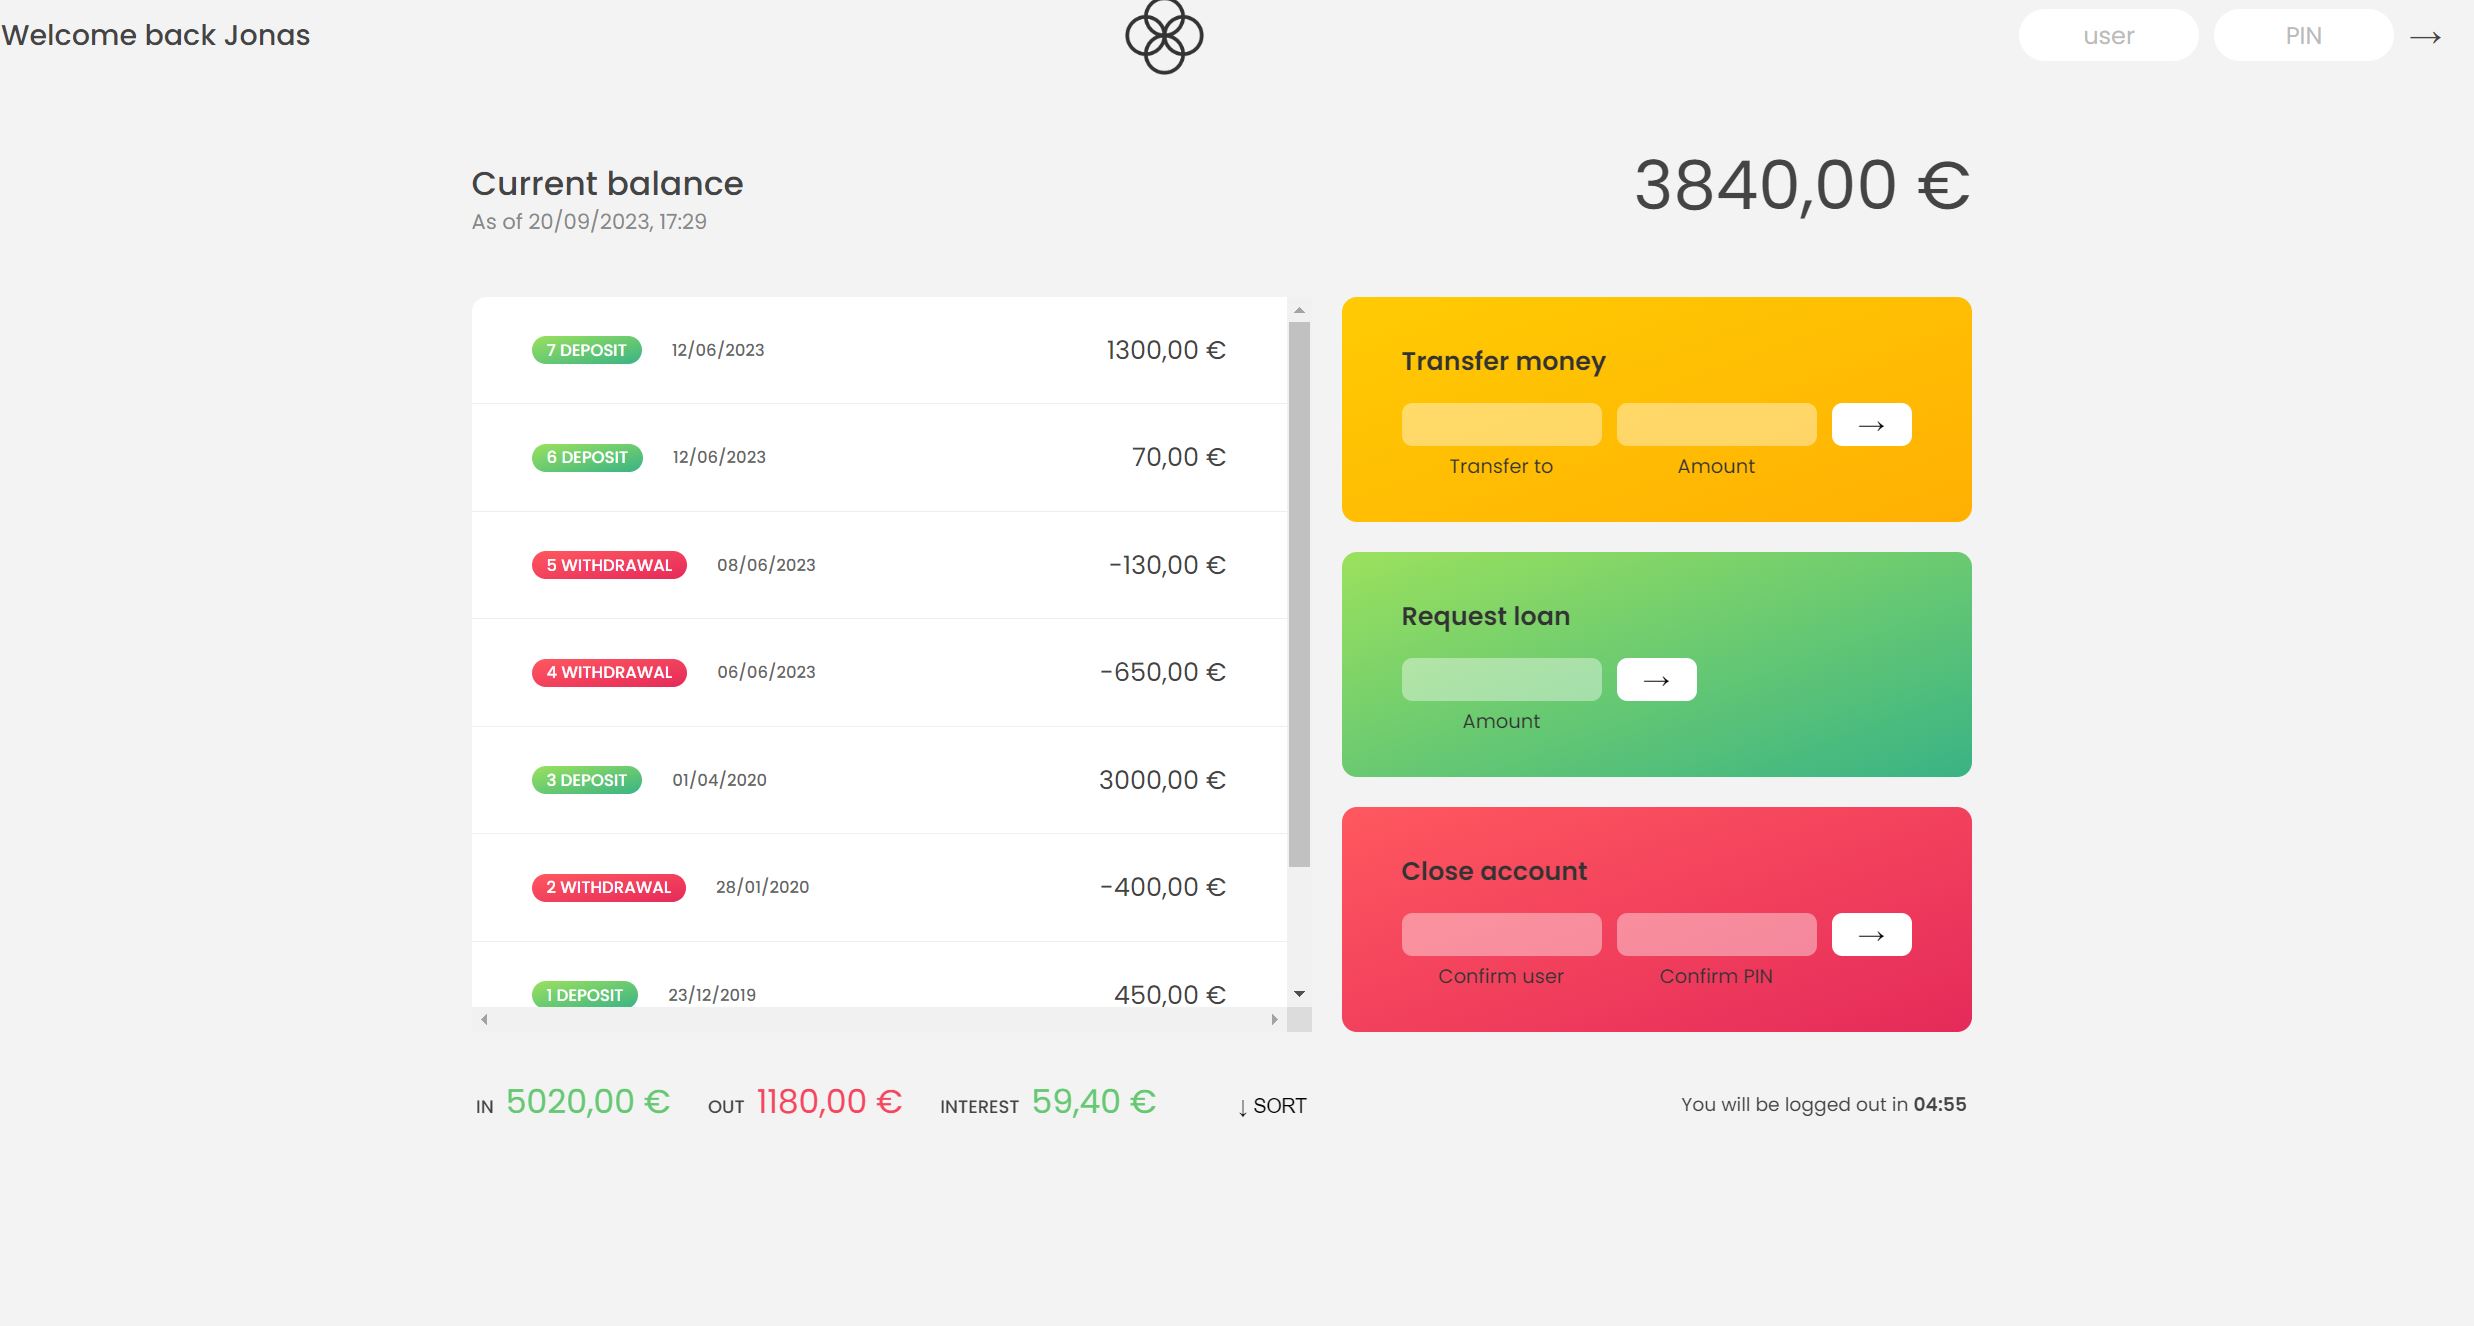 Welcome back Jonas
user PIN →
Current balance
As of 20/09/2023, 17:29
3840,00 €
7 DEPOSIT 12/06/2023 1300,00 €
6 DEPOSIT 12/06/2023 70,00 €
5 WITHDRAWAL 08/06/2023 -130,00 €
4 WITHDRAWAL 06/06/2023 -650,00 €
3 DEPOSIT 01/04/2020 3000,00 €
2 WITHDRAWAL 28/01/2020 -400,00 €
1 DEPOSIT 23/12/2019 450,00 €
Transfer money
→
Transfer to Amount
Request loan
→
Amount
Close account
→
Confirm user Confirm PIN
IN 5020,00 € OUT 1180,00 € INTEREST 59,40 € ↓ SORT
You will be logged out in 04:55